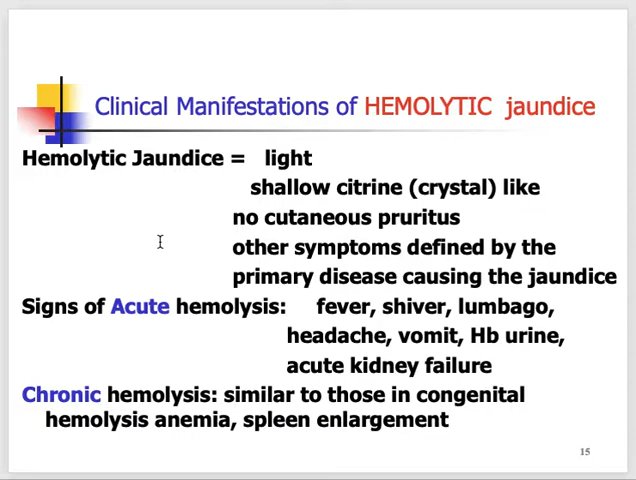 Clinical Manifestations of HEMOLYTIC jaundice
Hemolytic Jaundice = light
shallow citrine (crystal) like
no cutaneous pruritus
other symptoms defined by the
primary disease causing the jaundice
Signs of Acute hemolysis: fever, shiver, lumbago,
headache, vomit, Hb urine,
acute kidney failure
Chronic hemolysis: similar to those in congenital
hemolysis anemia, spleen enlargement
15